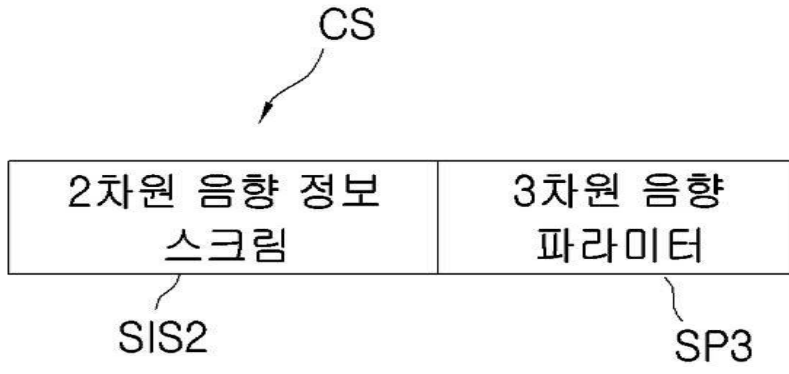 CS
2차원 음향 정보
스크림
3차원 음향
파라미터
SIS2
SP3